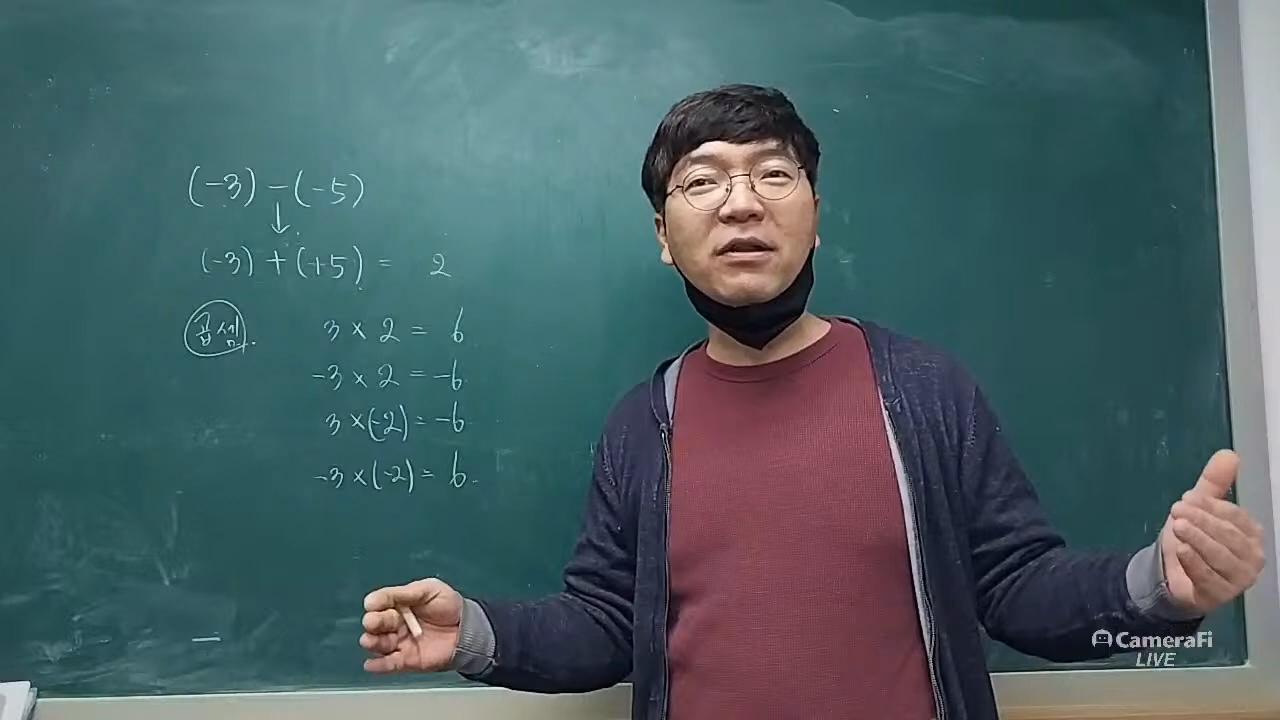 (-3) - (-5)
↓
(-3) + (+5) = 2
곱셈.
3 × 2 = 6
-3 × 2 = -6
3 × (-2) = -6
-3 × (-2) = 6
CameraFi
LIVE